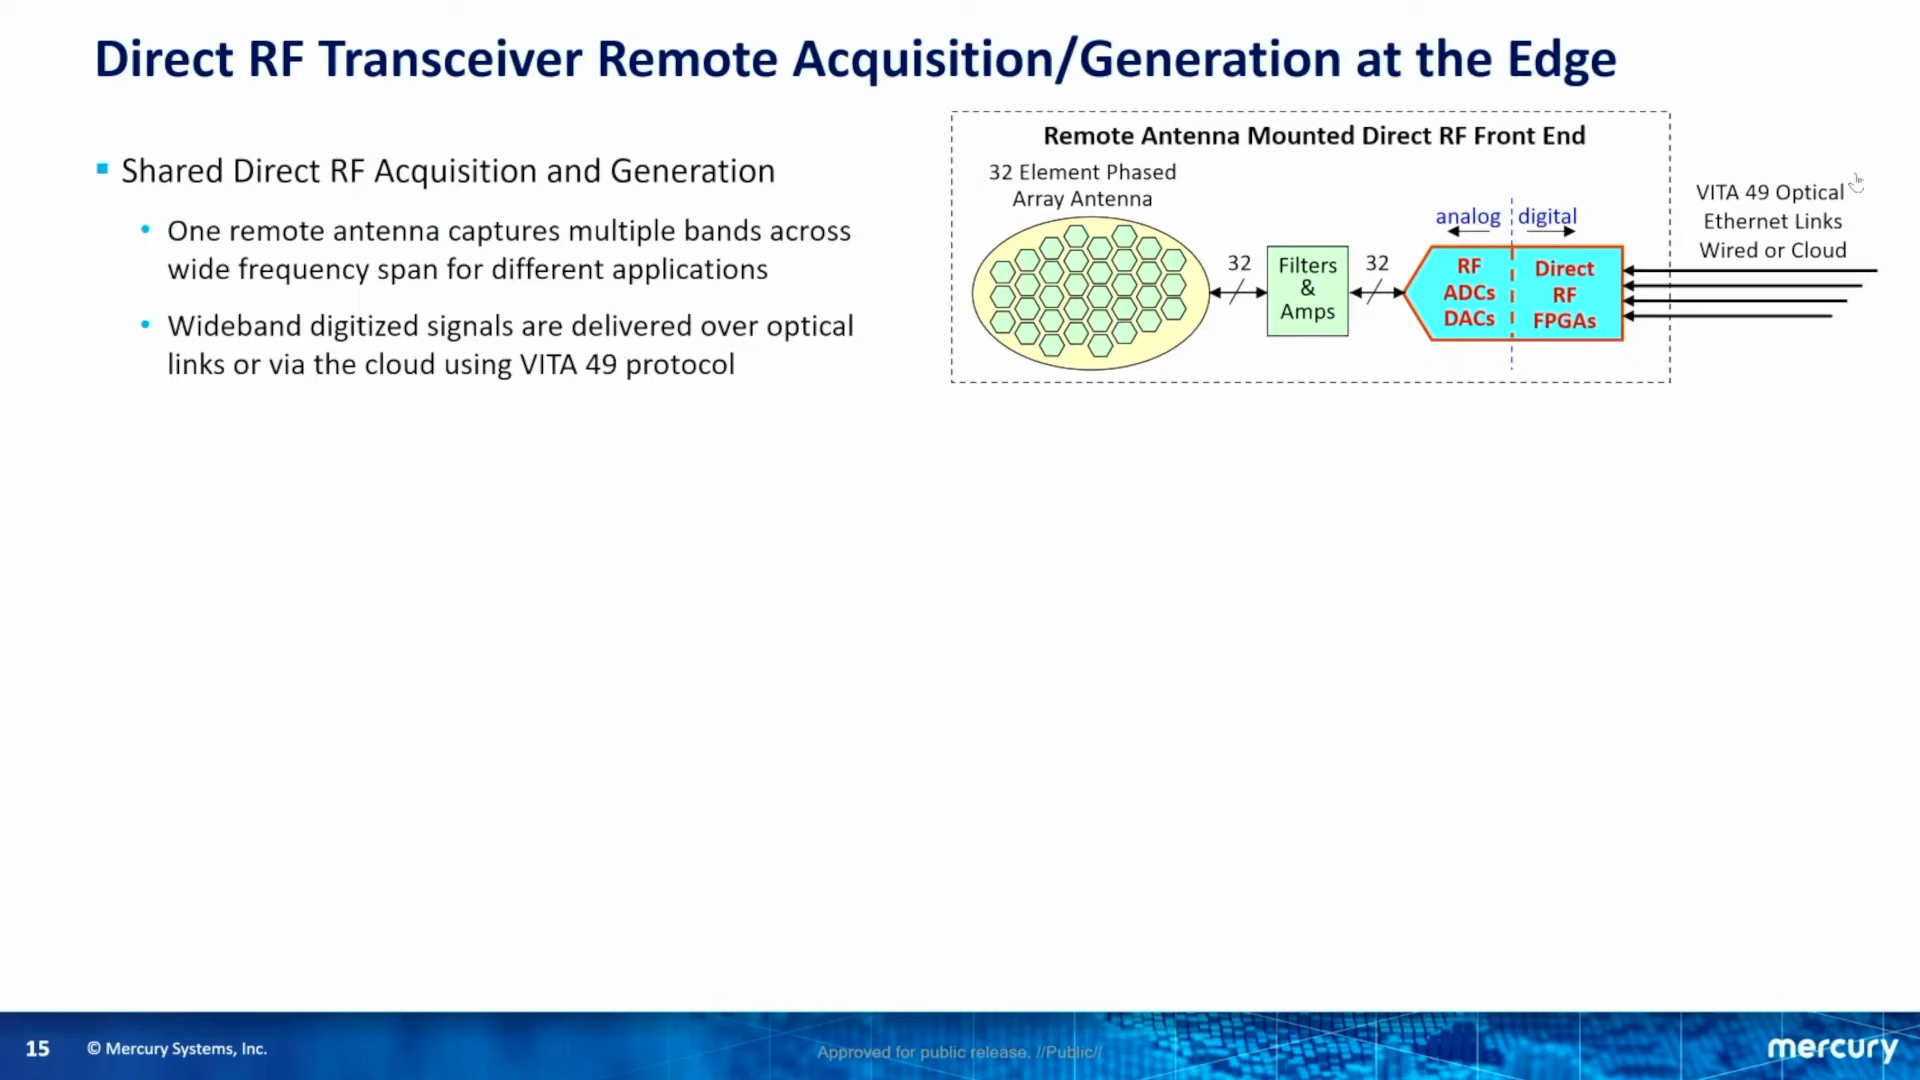 Direct RF Transceiver Remote Acquisition/Generation at the Edge
Shared Direct RF Acquisition and Generation
One remote antenna captures multiple bands across
wide frequency span for different applications
Wideband digitized signals are delivered over optical
links or via the cloud using VITA 49 protocol
Remote Antenna Mounted Direct RF Front End
32 Element Phased
Array Antenna
32
Filters
&
Amps
32
analog
digital
RF
ADCs
DACs
Direct
RF
FPGAs
VITA 49 Optical
Ethernet Links
Wired or Cloud
15
© Mercury Systems, Inc.
Approved for public release. //Public//
mercury